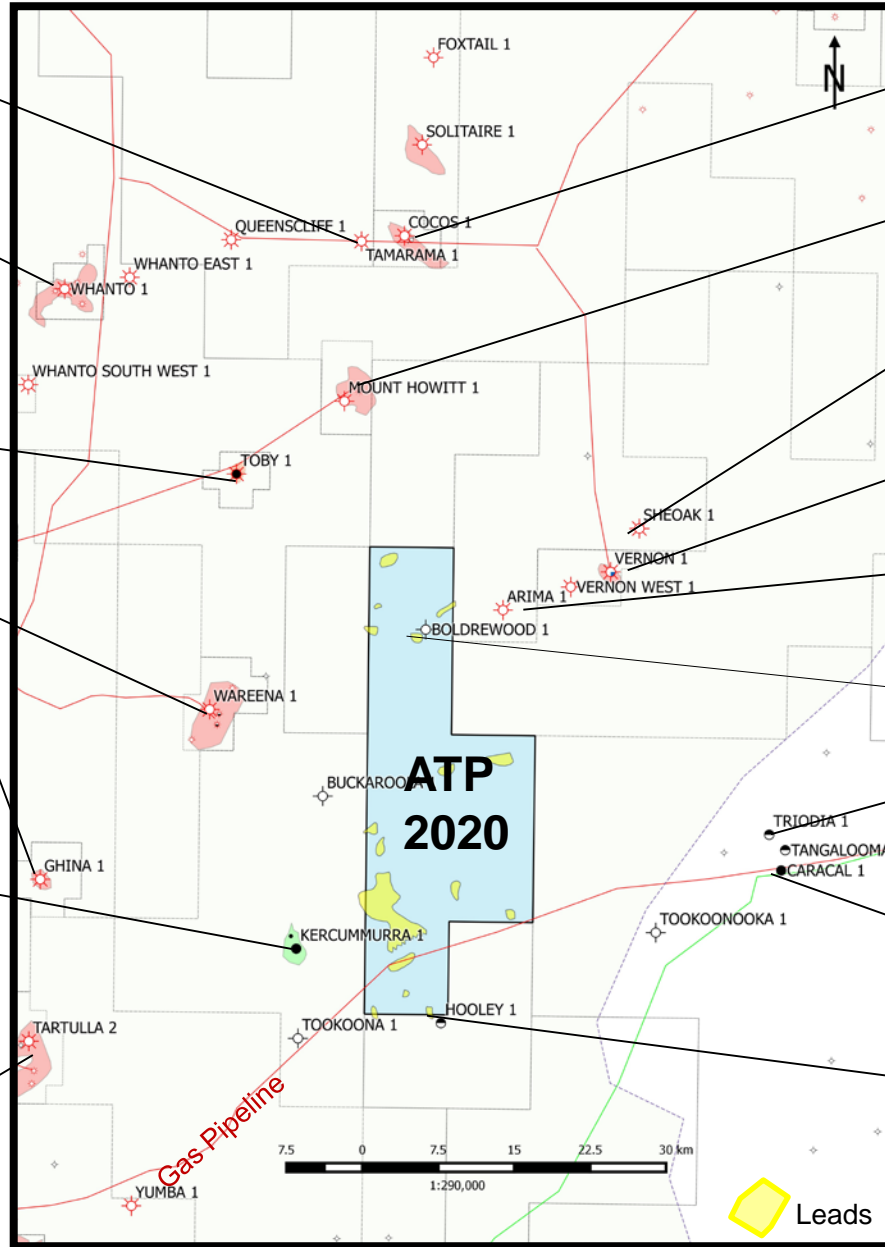 FOXTAIL 1
N
SOLITAIRE 1
QUEENSCLIFF 1
COCOS 1
TAMARAMA 1
WHANTO EAST 1
WHANTO 1
WHANTO SOUTH WEST 1
MOUNT HOWITT 1
TOBY 1
SHEOAK 1
VERNON 1
VERNON WEST 1
ARIMA 1
BOLDREWOOD 1
WAREENA 1
ATP
2020
TRIODIA 1
TANGALOOMA
CARACAL 1
GHINA 1
TOOKOONOOKA 1
KERCUMMURRA 1
HOOLEY 1
TOOKOONA 1
TARTULLA 2
Gas Pipeline
7.5 0 7.5 15 22.5 30 km
1:290,000
YUMBA 1
Leads